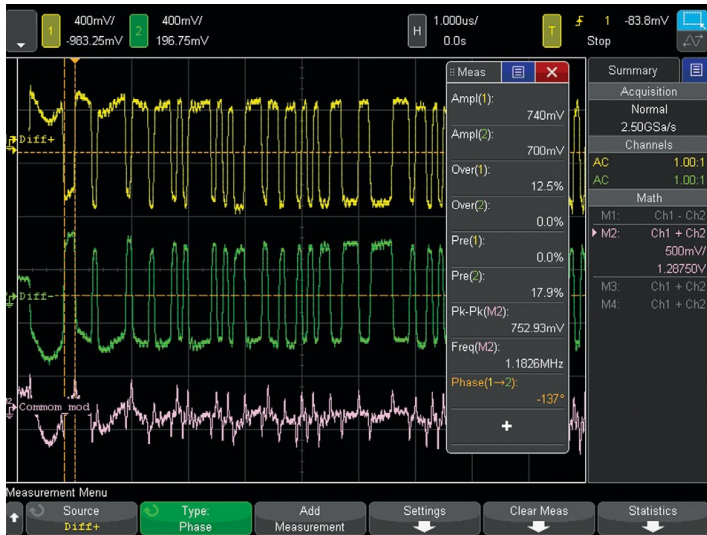 1 400mV/ -983.25mV 2 400mV/ 196.75mV H 1.000us/ 0.0s T 1 -83.8mV Stop
Diff+
Diff-
Commom mod
Meas
Ampl(1):
740mV
Ampl(2):
700mV
Over(1):
12.5%
Over(2):
0.0%
Pre(1):
0.0%
Pre(2):
17.9%
Pk-Pk(M2):
752.93mV
Freq(M2):
1.1826MHz
Phase(1→2):
-137°
+
Summary
Acquisition
Normal
2.50GSa/s
Channels
AC 1.00:1
AC 1.00:1
Math
M1: Ch1 - Ch2
M2: Ch1 + Ch2
500mV/
1.28750V
M3: Ch1 + Ch2
M4: Ch1 + Ch2
Measurement Menu
Source
Diff+
Type:
Phase
Add
Measurement
Settings
Clear Meas
Statistics